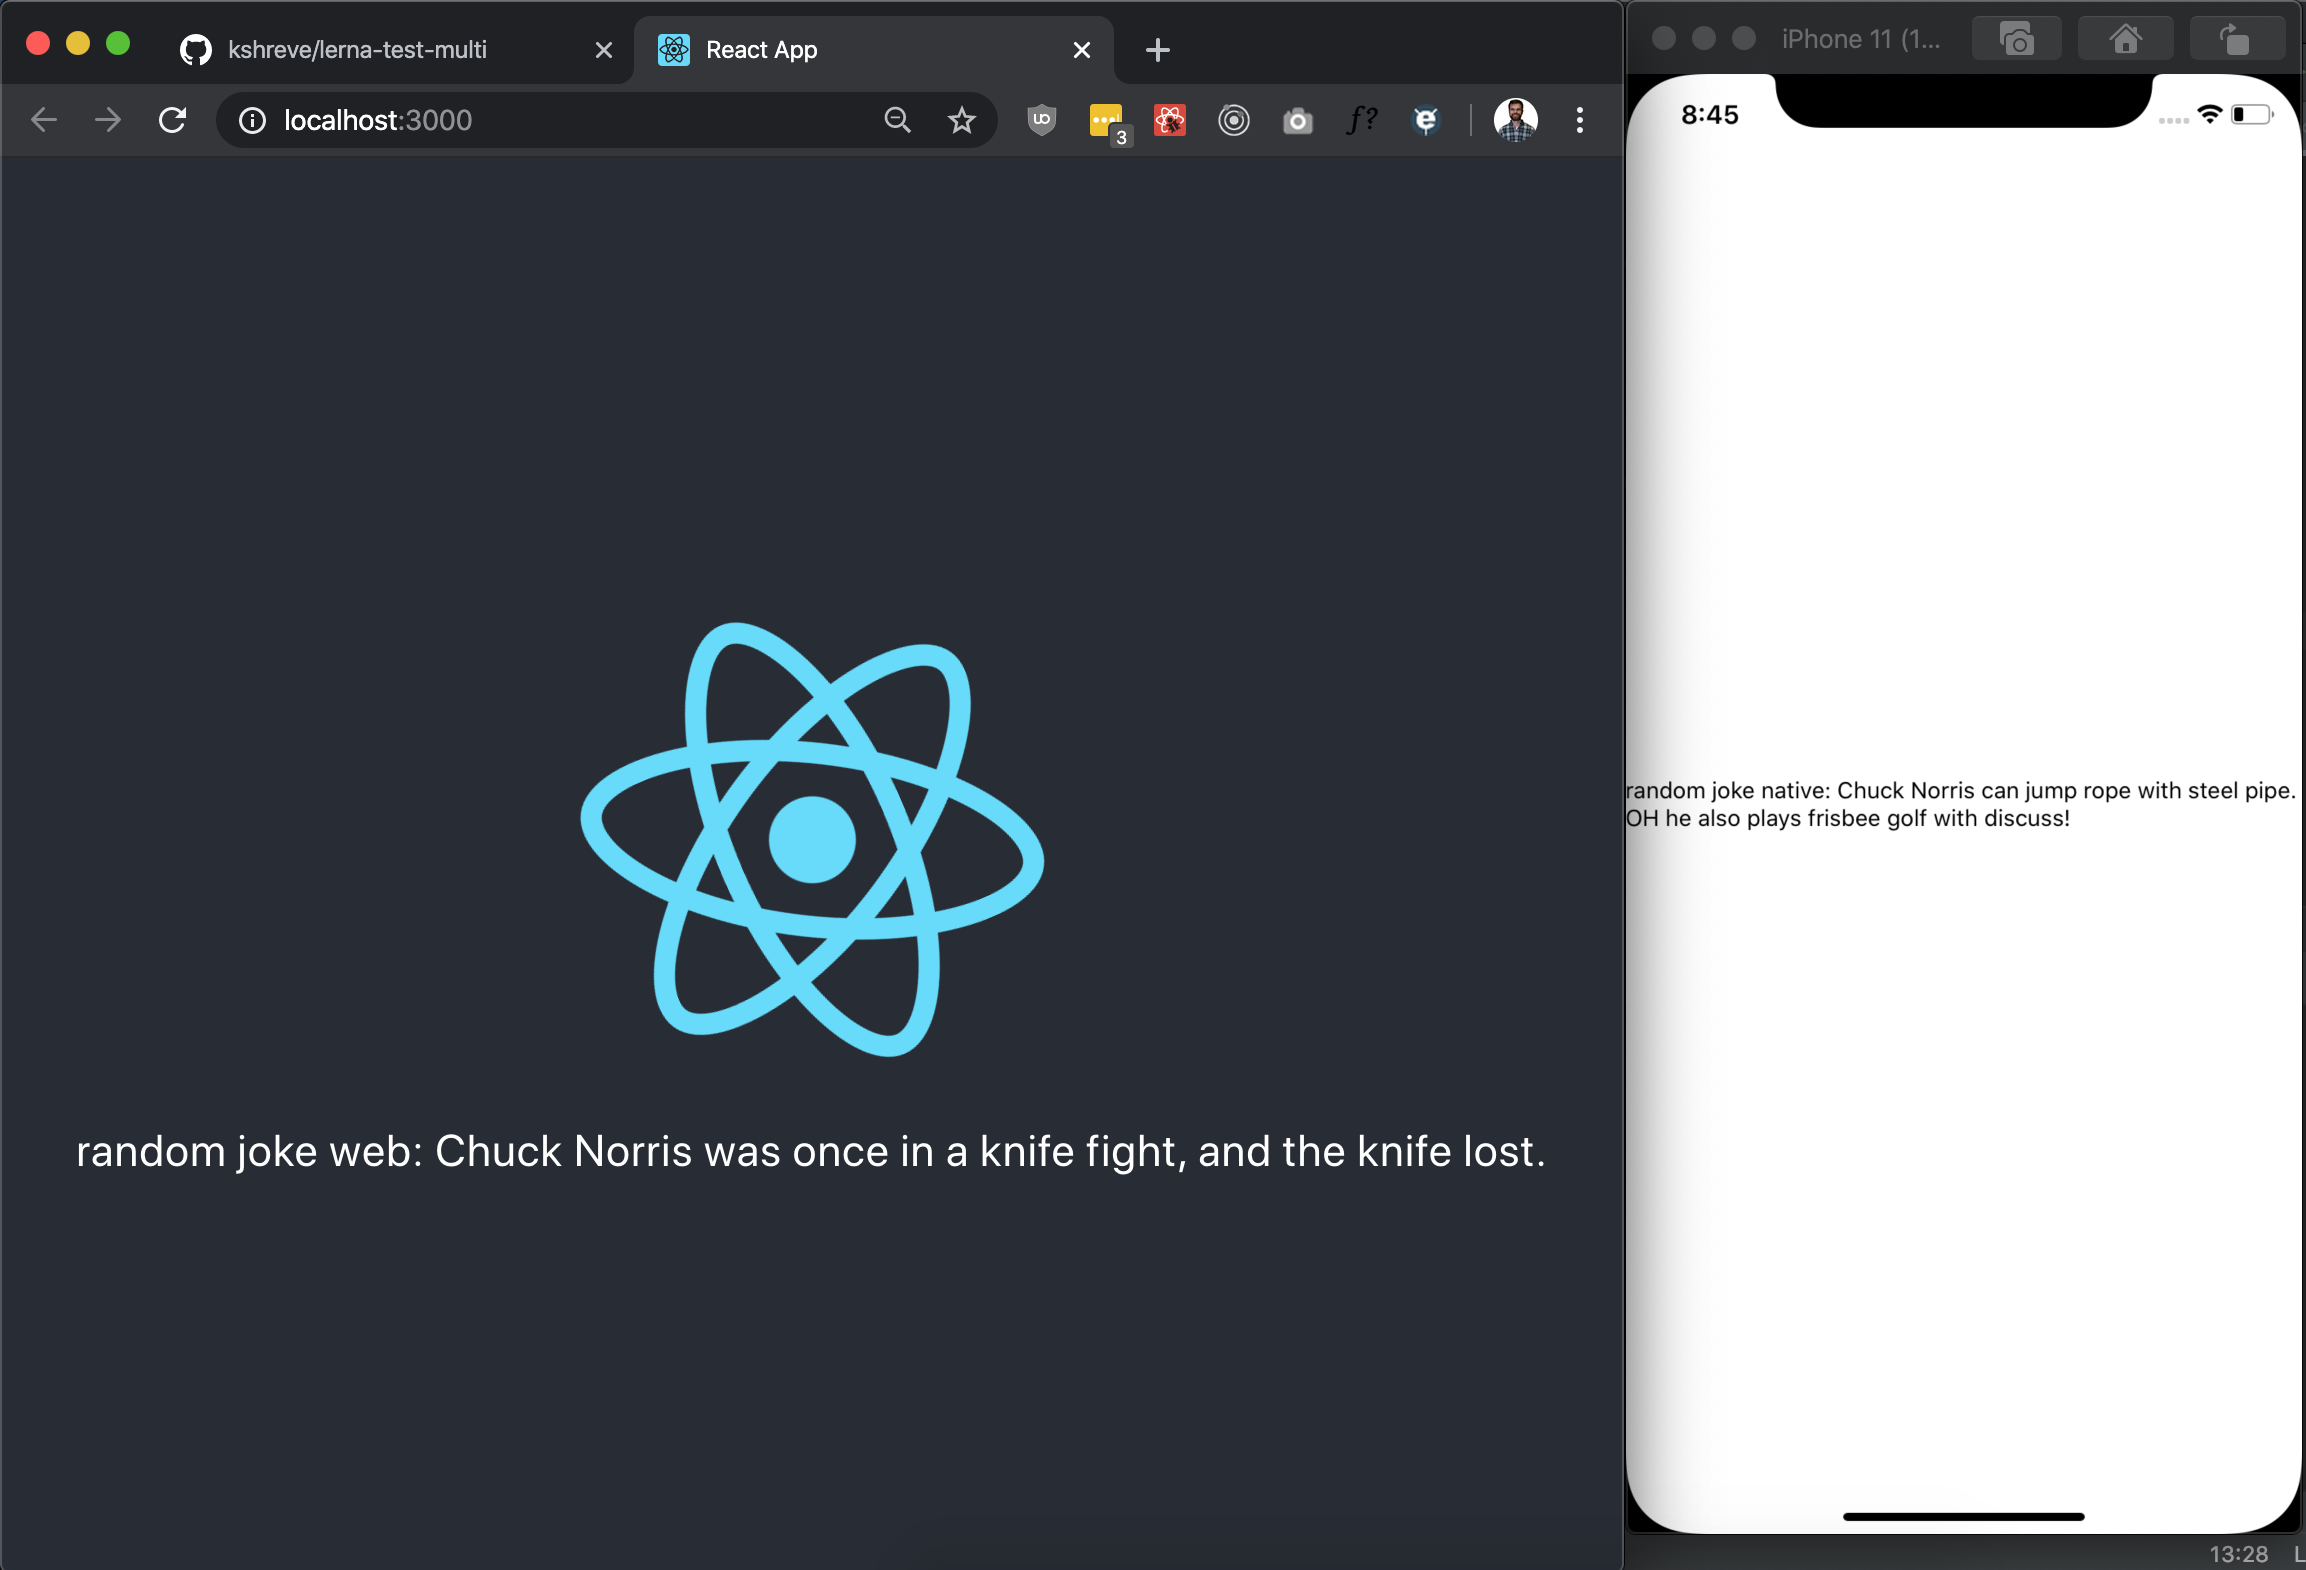 kshreve/lerna-test-multi
React App
localhost:3000
UO
3
f?
e
iPhone 11 (1...
8:45
random joke native: Chuck Norris can jump rope with steel pipe.
OH he also plays frisbee golf with discuss!
random joke web: Chuck Norris was once in a knife fight, and the knife lost.
13:28 L